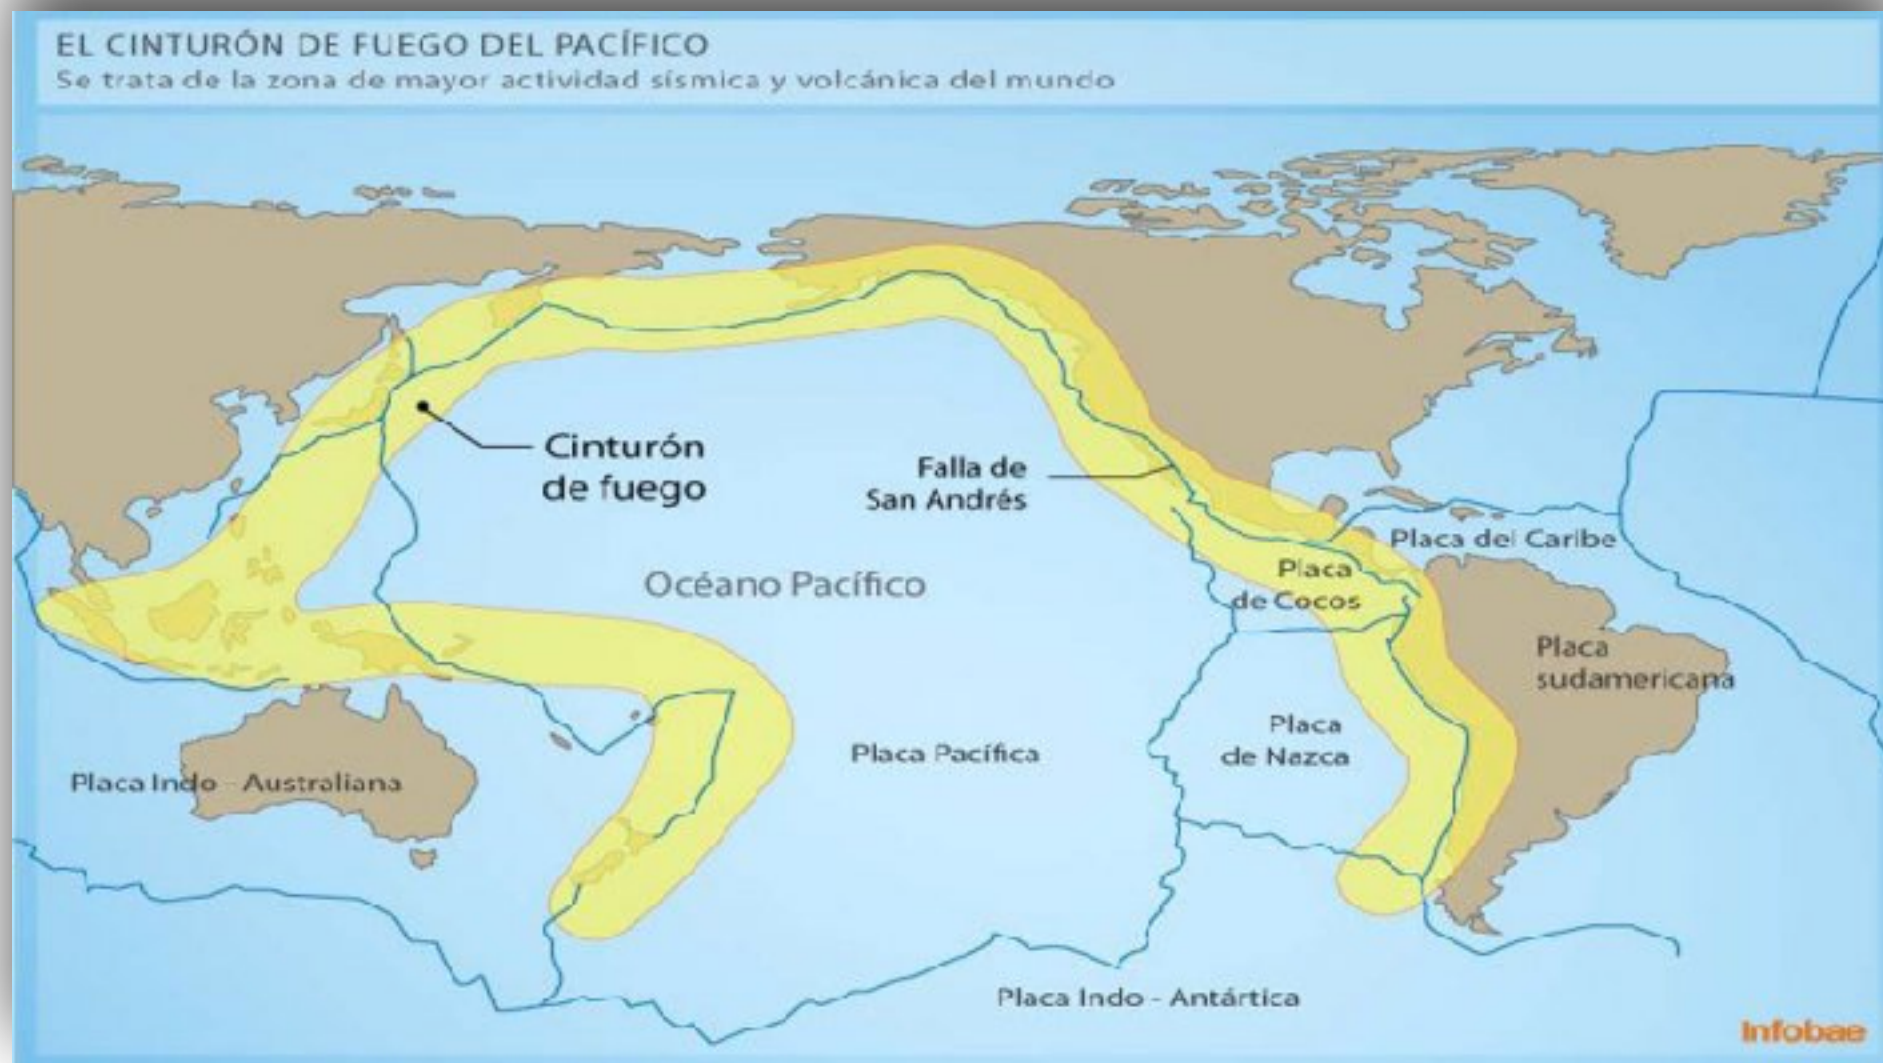 EL CINTURÓN DE FUEGO DEL PACÍFICO
Se trata de la zona de mayor actividad sísmica y volcánica del mundo
Cinturón
de fuego
Falla de
San Andrés
Placa del Caribe
Placa
de Cocos
Océano Pacífico
Placa
sudamericana
Placa
de Nazca
Placa Pacífica
Placa Indo - Australiana
Placa Indo - Antártica
Infobae